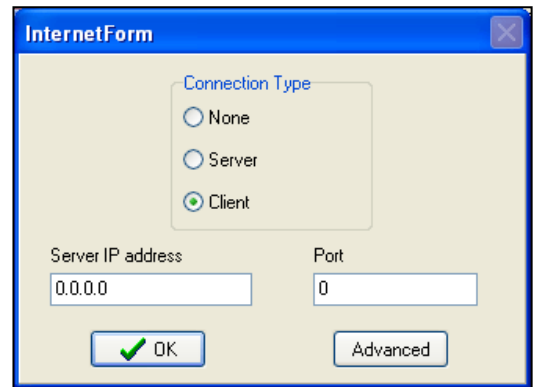 InternetForm
Connection Type
None
Server
Client
Server IP address
Port
0.0.0.0
0
OK
Advanced